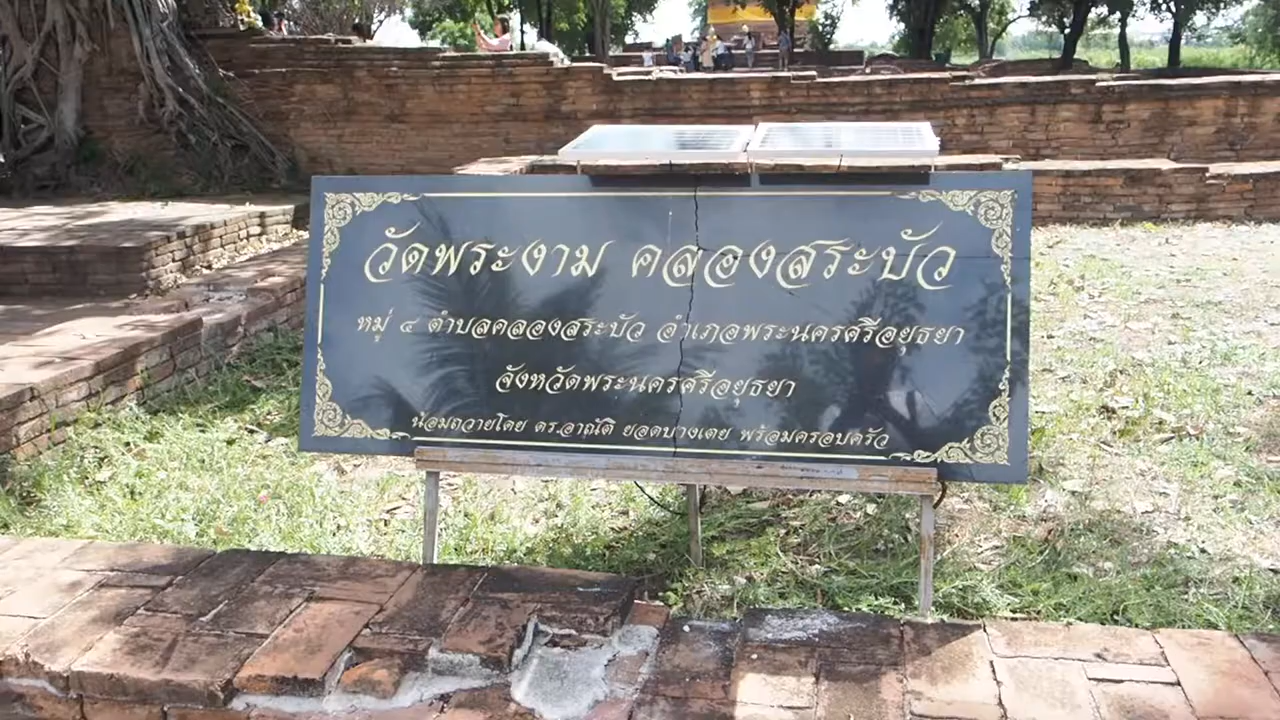 วัดพระงาม คลองสระบัว
หมู่ ๔ ตำบลคลองสระบัว อำเภอพระนครศรีอยุธยา
จังหวัดพระนครศรีอยุธยา
น้อมถวายโดย ดร.อาณัติ ยอดบางเตย พร้อมครอบครัว